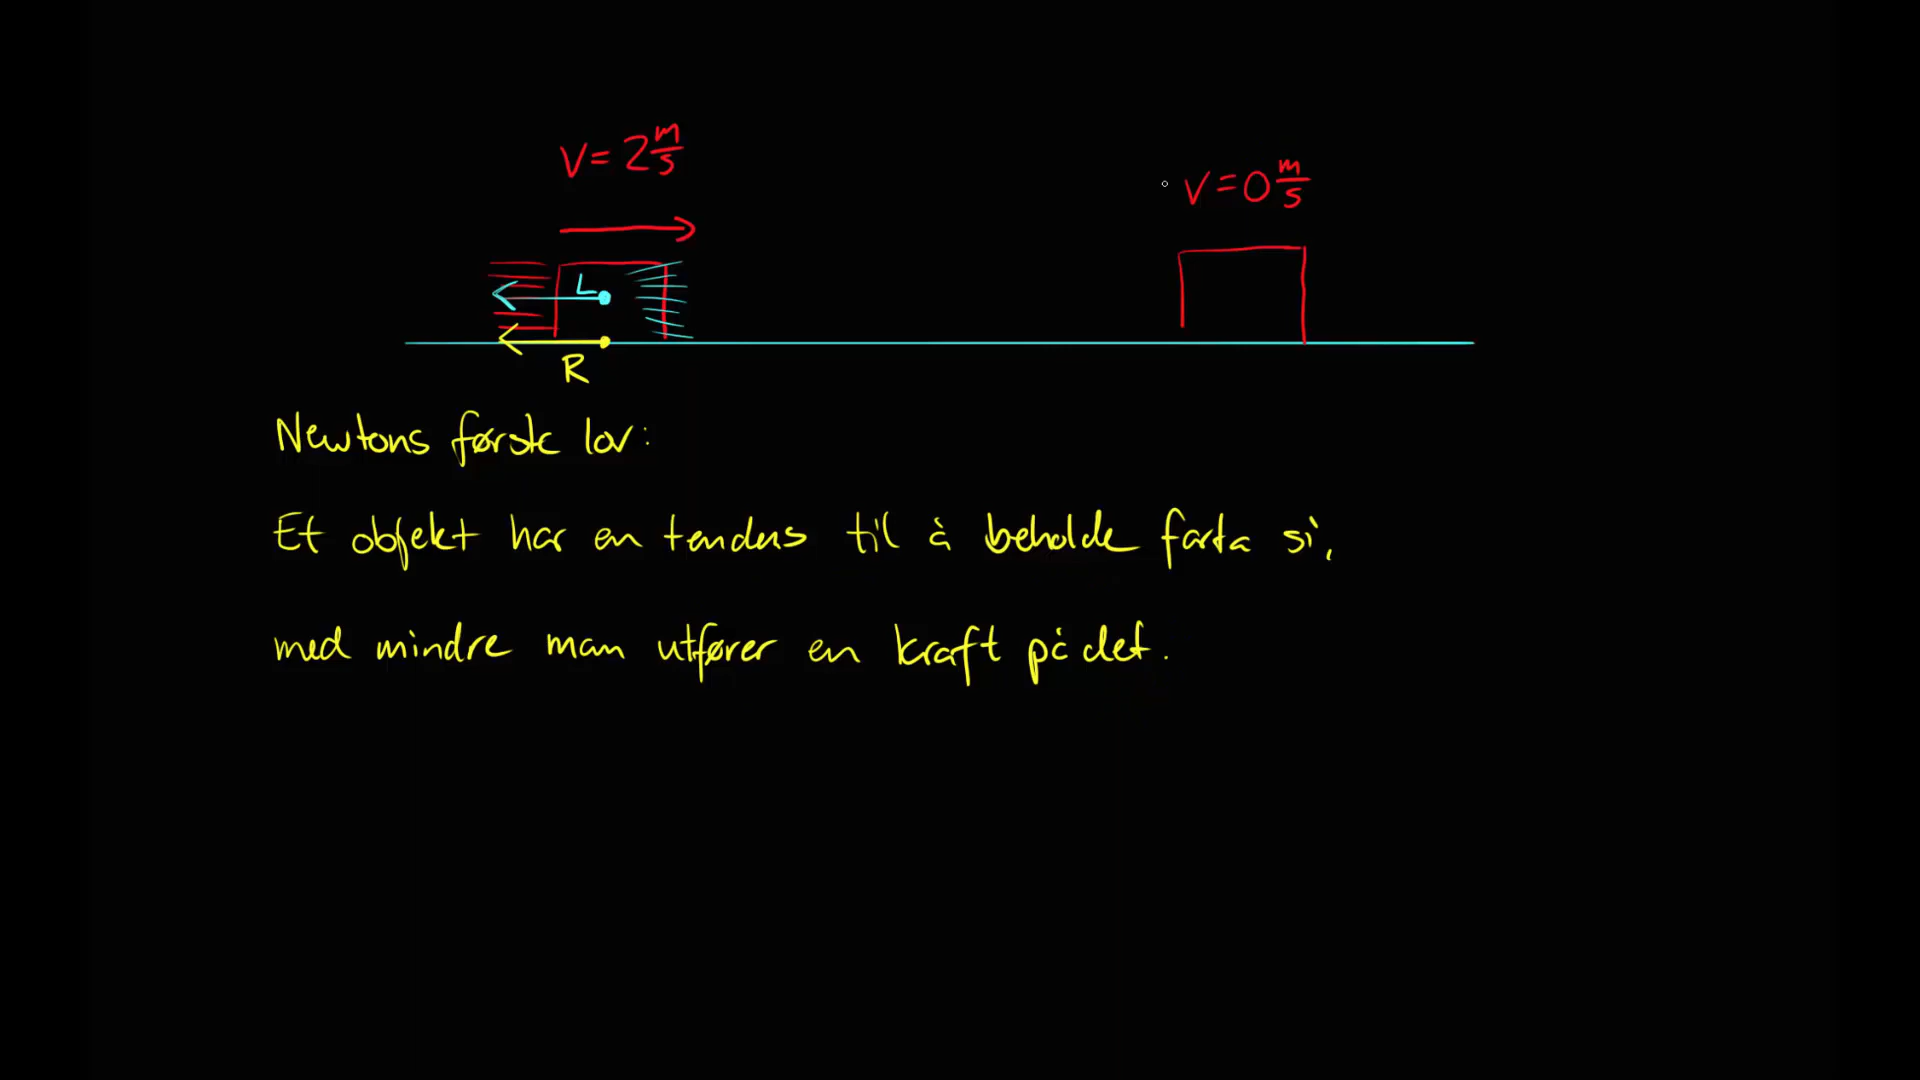 V = 2 m/s
V = 0 m/s
L
R
Newtons første lov:
Et objekt har en tendens til å beholde farta si,
med mindre man utfører en kraft på det.